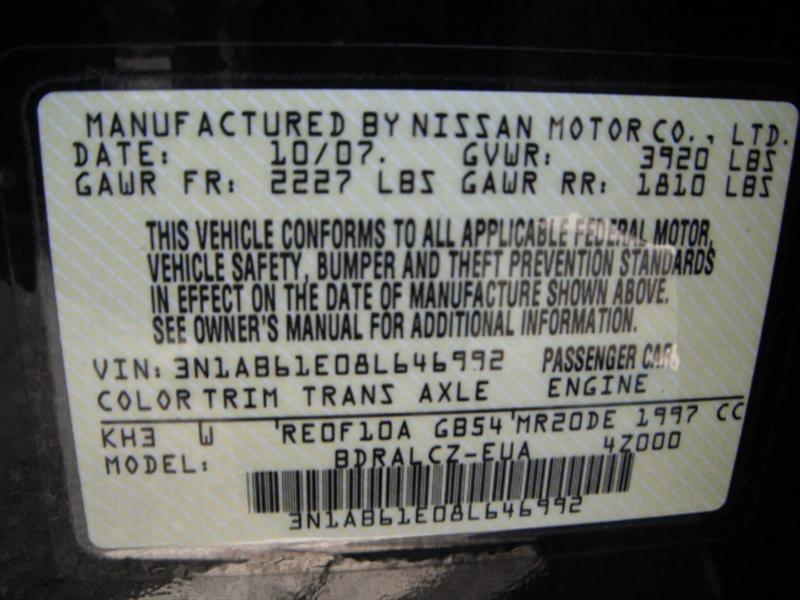 MANUFACTURED BY NISSAN MOTOR CO., LTD.
DATE: 10/07. GVWR: 3920 LBS
GAWR FR: 2227 LBS GAWR RR: 1810 LBS
THIS VEHICLE CONFORMS TO ALL APPLICABLE FEDERAL MOTOR
VEHICLE SAFETY, BUMPER AND THEFT PREVENTION STANDARDS
IN EFFECT ON THE DATE OF MANUFACTURE SHOWN ABOVE.
SEE OWNER'S MANUAL FOR ADDITIONAL INFORMATION.
VIN: 3N1AB61E08L646992 PASSENGER CAR
COLOR TRIM TRANS AXLE ENGINE
KH3 W 'RE0F10A GB54'MR20DE 1997 CC
MODEL: BDRALCZ-EUA 4Z000
3N1AB61E08L646992